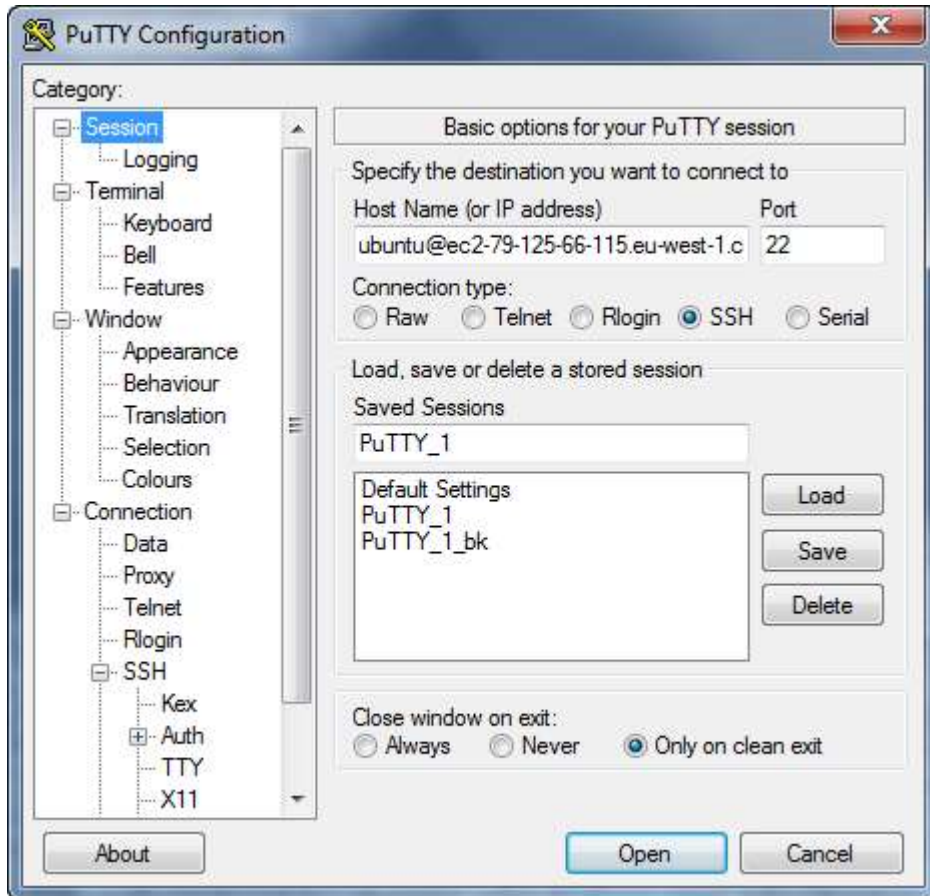 PuTTY Configuration
Category:
Session
Logging
Terminal
Keyboard
Bell
Features
Window
Appearance
Behaviour
Translation
Selection
Colours
Connection
Data
Proxy
Telnet
Rlogin
SSH
Kex
Auth
TTY
X11
Basic options for your PuTTY session
Specify the destination you want to connect to
Host Name (or IP address) Port
ubuntu@ec2-79-125-66-115.eu-west-1.c 22
Connection type:
Raw Telnet Rlogin SSH Serial
Load, save or delete a stored session
Saved Sessions
PuTTY_1
Default Settings
PuTTY_1
PuTTY_1_bk
Load
Save
Delete
Close window on exit:
Always Never Only on clean exit
About Open Cancel